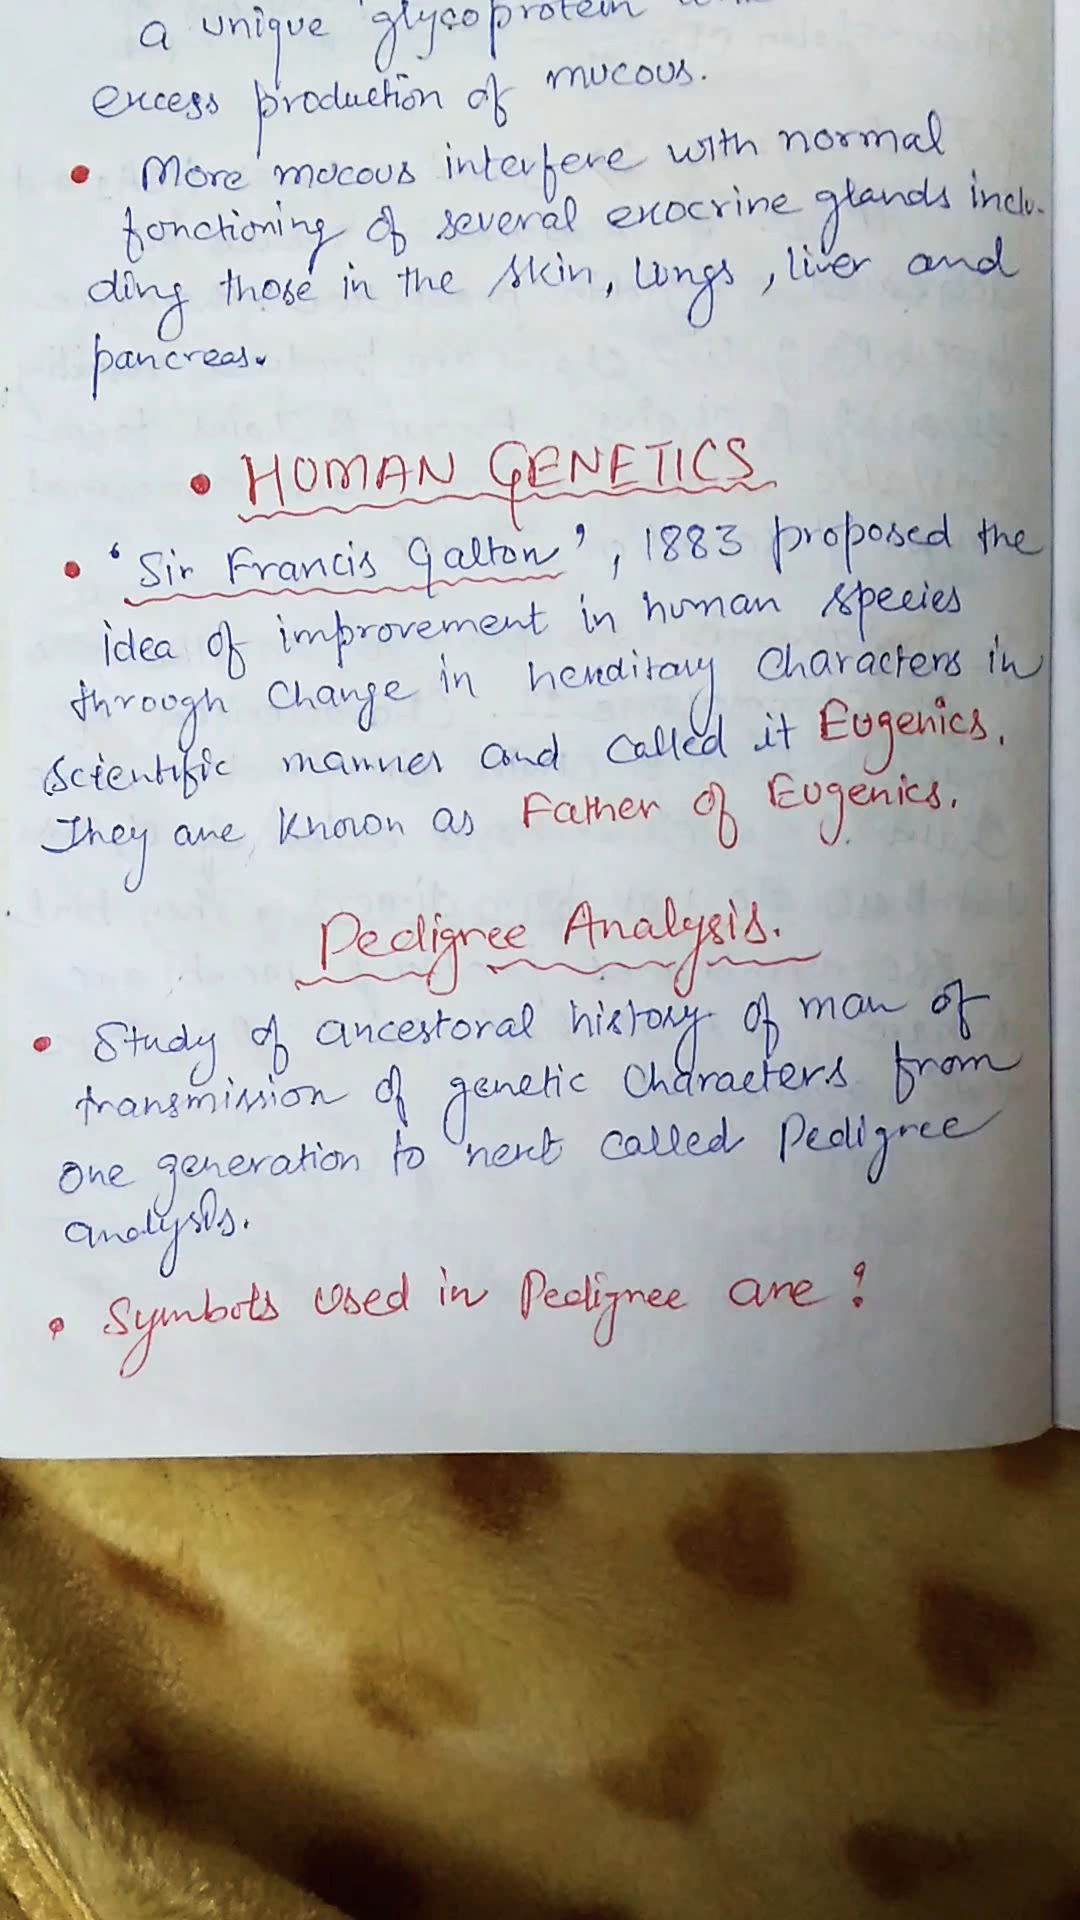 a unique glycoprotein
excess production of mucous.
• More mucous interfere with normal
functioning of several exocrine glands inclu-
ding those in the skin, lungs, liver and
pancreas.
• HUMAN GENETICS
• 'Sir Francis Galton', 1883 proposed the
idea of improvement in human species
through change in hereditary characters in
scientific manner and called it Eugenics.
They are known as Father of Eugenics.
Pedigree Analysis.
• Study of ancestoral history of man of
transmission of genetic characters from
one generation to next called Pedigree
analysis.
• Symbols used in Pedigree are :